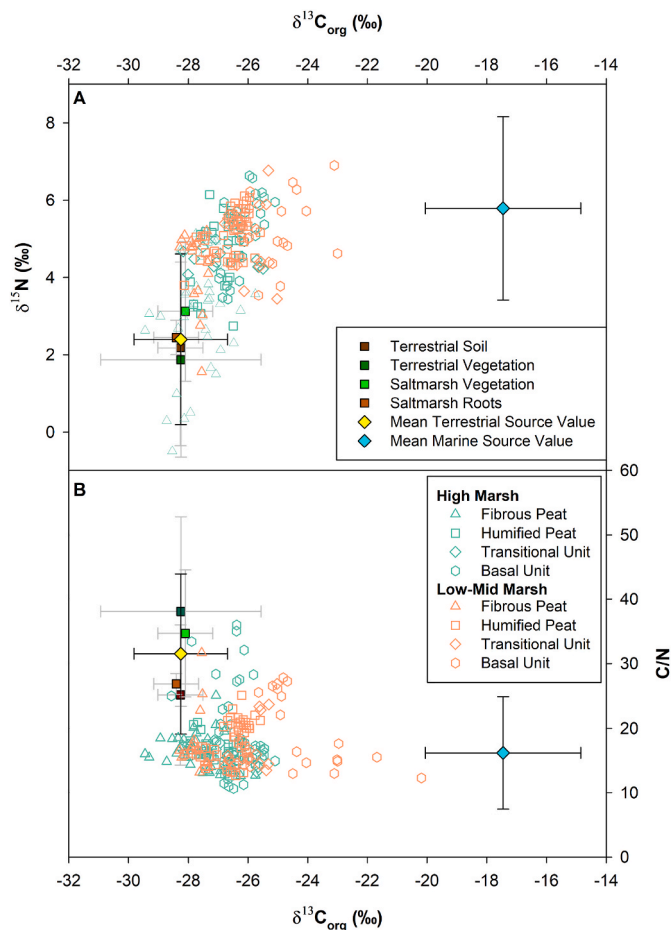 δ13Corg (‰)
-32 -30 -28 -26 -24 -22 -20 -18 -16 -14
A
8
6
4
2
0
δ15N (‰)
Terrestrial Soil
Terrestrial Vegetation
Saltmarsh Vegetation
Saltmarsh Roots
Mean Terrestrial Source Value
Mean Marine Source Value
B
60
50
40
30
20
10
0
C/N
High Marsh
Fibrous Peat
Humified Peat
Transitional Unit
Basal Unit
Low-Mid Marsh
Fibrous Peat
Humified Peat
Transitional Unit
Basal Unit
-32 -30 -28 -26 -24 -22 -20 -18 -16 -14
δ13Corg (‰)